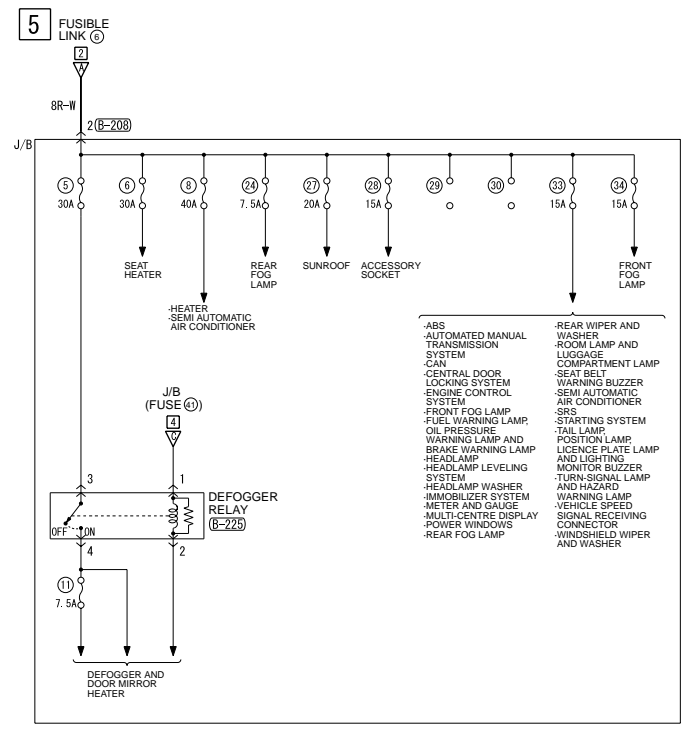 5
FUSIBLE
LINK ⑥
2
A
8R-W
2 (B-208)
J/B
⑤ ⑥ ⑧ ㉔ ㉗ ㉘ ㉙ ㉚ ㉝ ㉞
30A 30A 40A 7.5A 20A 15A 15A 15A
SEAT
HEATER
REAR
FOG
LAMP
SUNROOF
ACCESSORY
SOCKET
FRONT
FOG
LAMP
·HEATER
·SEMI AUTOMATIC
AIR CONDITIONER
·ABS
·AUTOMATED MANUAL
TRANSMISSION
SYSTEM
·CAN
·CENTRAL DOOR
LOCKING SYSTEM
·ENGINE CONTROL
SYSTEM
·FRONT FOG LAMP
·FUEL WARNING LAMP,
OIL PRESSURE
WARNING LAMP AND
BRAKE WARNING LAMP
·HEADLAMP
·HEADLAMP LEVELING
SYSTEM
·HEADLAMP WASHER
·IMMOBILIZER SYSTEM
·METER AND GAUGE
·MULTI-CENTRE DISPLAY
·POWER WINDOWS
·REAR FOG LAMP
·REAR WIPER AND
WASHER
·ROOM LAMP AND
LUGGAGE
COMPARTMENT LAMP
·SEAT BELT
WARNING BUZZER
·SEMI AUTOMATIC
AIR CONDITIONER
·SRS
·STARTING SYSTEM
·TAIL LAMP,
POSITION LAMP,
LICENCE PLATE LAMP
AND LIGHTING
MONITOR BUZZER
·TURN-SIGNAL LAMP
AND HAZARD
WARNING LAMP
·VEHICLE SPEED
SIGNAL RECEIVING
CONNECTOR
·WINDSHIELD WIPER
AND WASHER
J/B
(FUSE ㊶)
4
C
3 1
DEFOGGER
RELAY
(B-225)
OFF ON
4 2
⑪
7.5A
DEFOGGER AND
DOOR MIRROR
HEATER